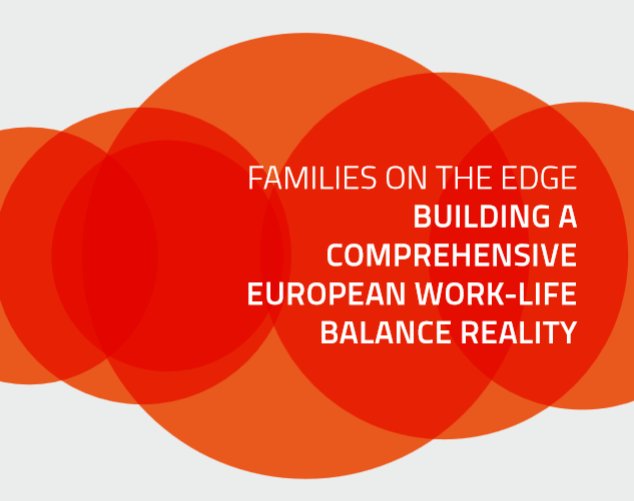 FAMILIES ON THE EDGE
BUILDING A
COMPREHENSIVE
EUROPEAN WORK-LIFE
BALANCE REALITY